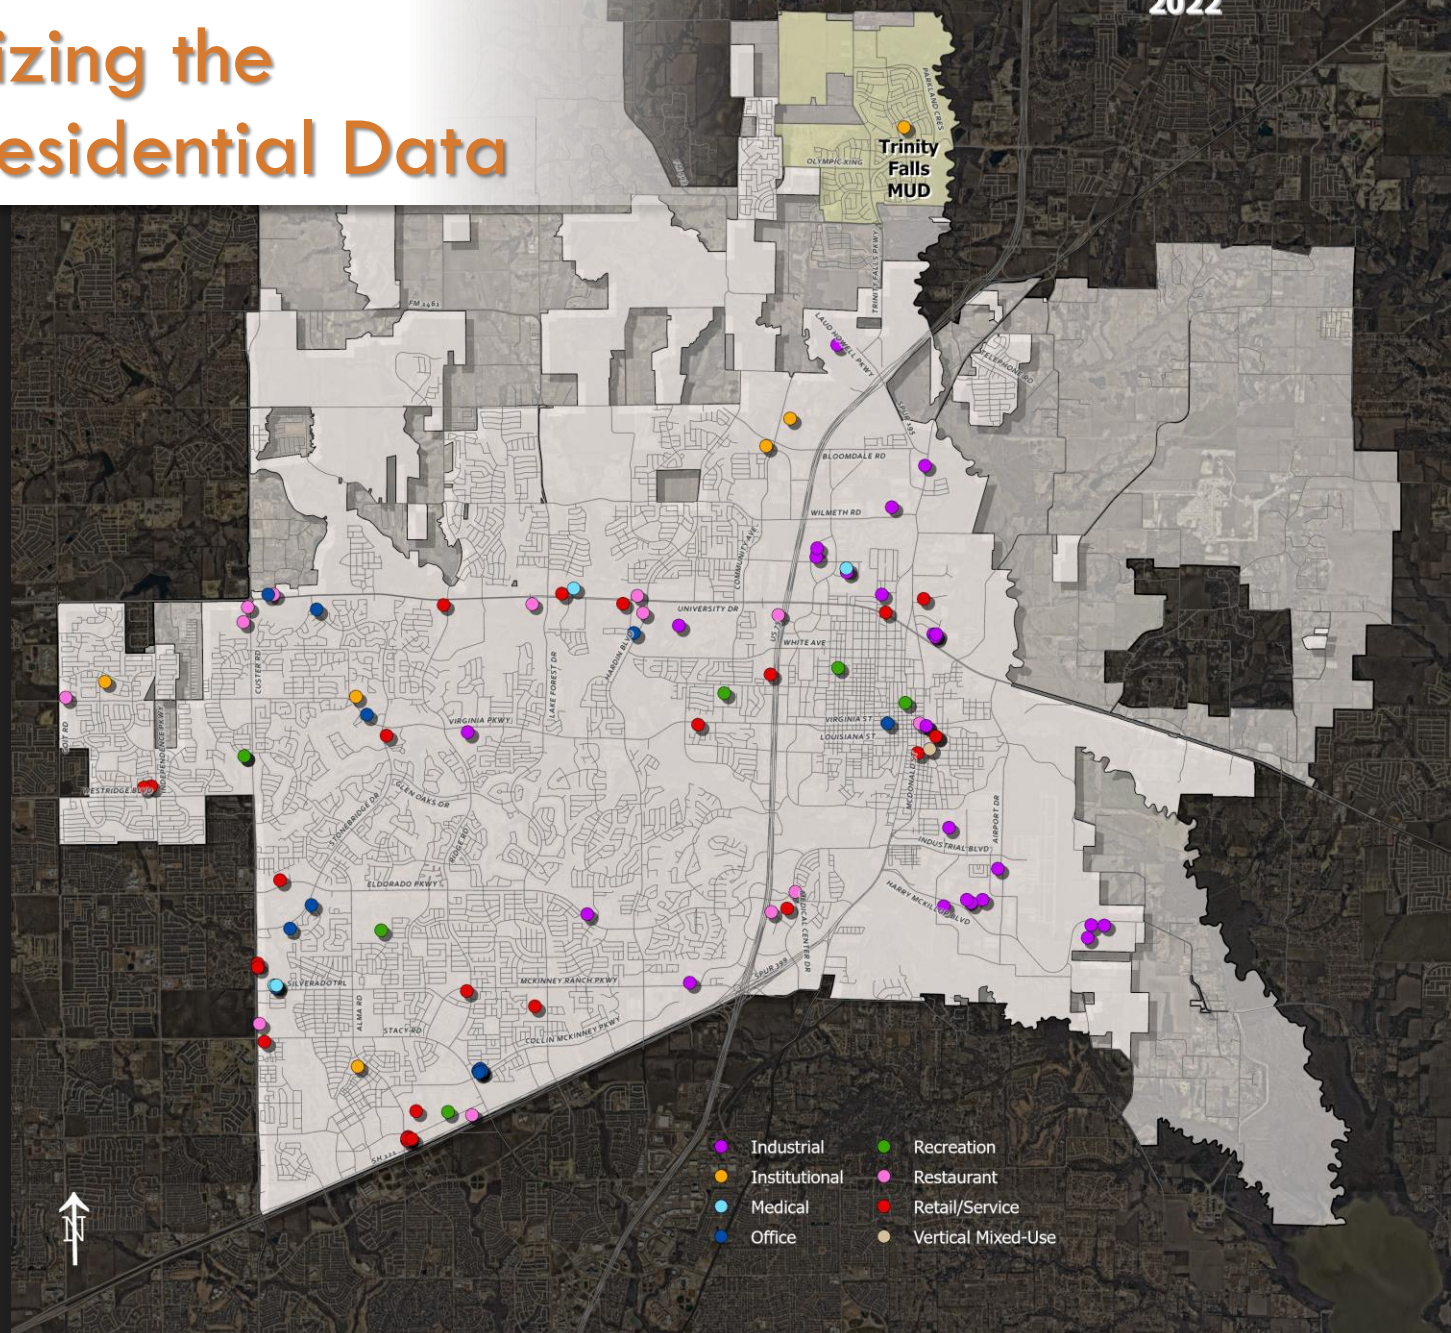 izing the
esidential Data
2022
PARKLAND CRES
OLYMPIC XING
Trinity
Falls
MUD
TRINITY FALLS PKWY
FM 1461
LAUD HOWELL PKWY
TELEPHONE RD
SPUR 195
BLOOMDALE RD
WILMETH RD
COMMUNITY AVE
UNIVERSITY DR
US 75
WHITE AVE
HARDIN BLVD
LAKE FOREST DR
CUSTER RD
VIRGINIA PKWY
VIRGINIA ST
LOUISIANA ST
INDEPENDENCE PKWY
WESTRIDGE BLVD
GLEN OAKS DR
STONEBRIDGE DR
RIDGE RD
ELDORADO PKWY
AIRPORT DR
INDUSTRIAL BLVD
HARRY MCKILLOP BLVD
MEDICAL CENTER DR
SPUR 399
MCKINNEY RANCH PKWY
SILVERADO TRL
ALMA RD
STACY RD
COLLIN MCKINNEY PKWY
SH 121
N
Industrial
Institutional
Medical
Office
Recreation
Restaurant
Retail/Service
Vertical Mixed-Use